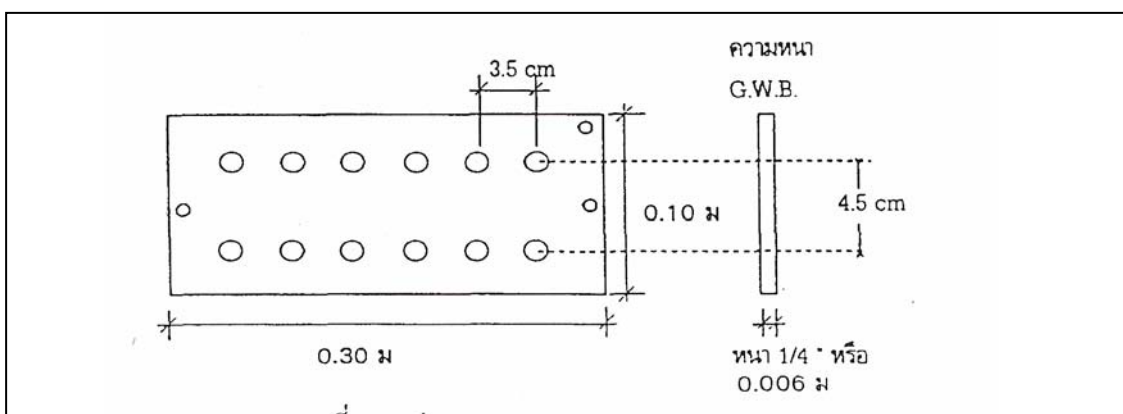 ความหนา
G.W.B.
3.5 cm
0.10 ม
4.5 cm
0.30 ม
หนา 1/4 " หรือ
0.006 ม